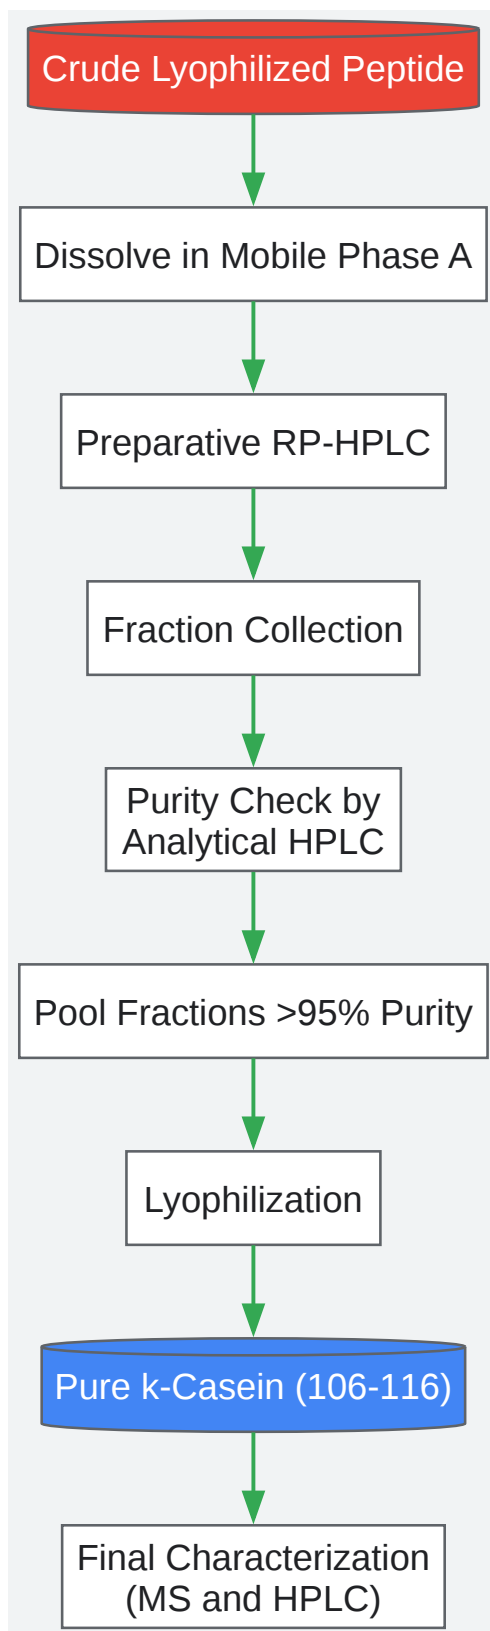 Crude Lyophilized Peptide
Dissolve in Mobile Phase A
Preparative RP-HPLC
Fraction Collection
Purity Check by
Analytical HPLC
Pool Fractions >95% Purity
Lyophilization
Pure k-Casein (106-116)
Final Characterization
(MS and HPLC)